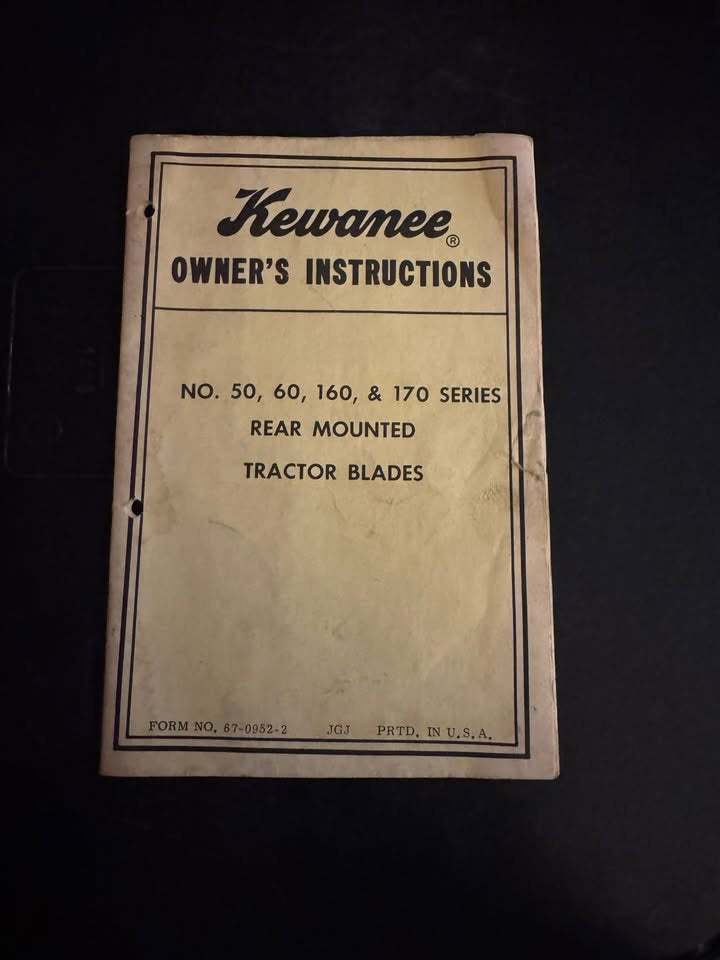 Kewanee®
OWNER'S INSTRUCTIONS
NO. 50, 60, 160, & 170 SERIES
REAR MOUNTED
TRACTOR BLADES
FORM NO. 67-0952-2 JGJ PRTD. IN U.S.A.